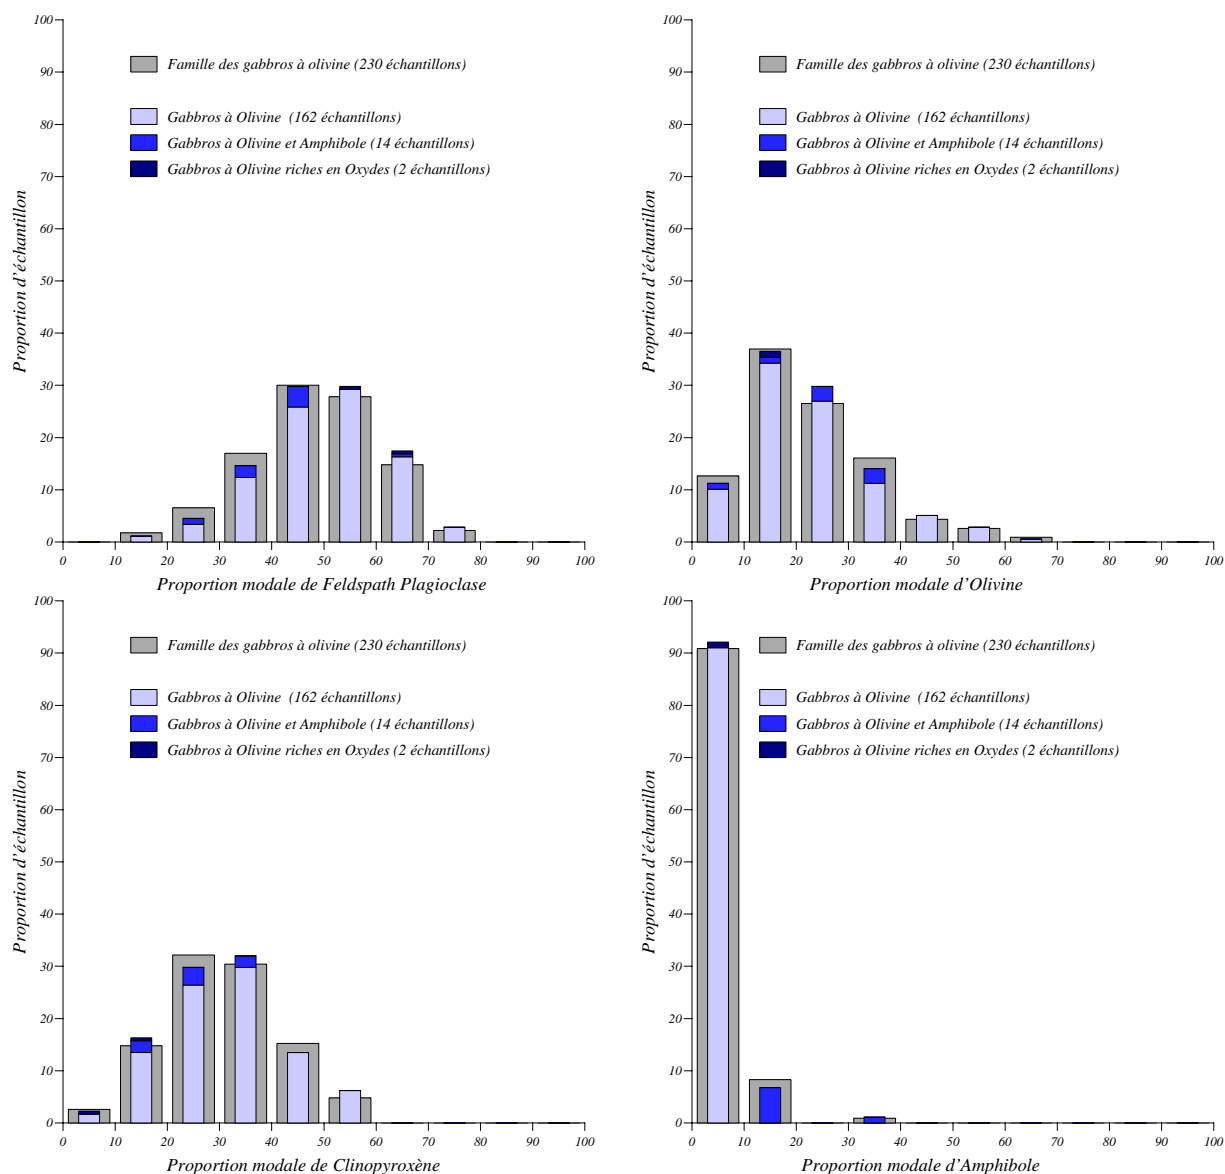 100
90
80
70
60
50
40
30
20
10
0
Proportion d'échantillon
Famille des gabbros à olivine (230 échantillons)
Gabbros à Olivine (162 échantillons)
Gabbros à Olivine et Amphibole (14 échantillons)
Gabbros à Olivine riches en Oxydes (2 échantillons)
0 10 20 30 40 50 60 70 80 90 100
Proportion modale de Feldspath Plagioclase
100
90
80
70
60
50
40
30
20
10
0
Proportion d'échantillon
Famille des gabbros à olivine (230 échantillons)
Gabbros à Olivine (162 échantillons)
Gabbros à Olivine et Amphibole (14 échantillons)
Gabbros à Olivine riches en Oxydes (2 échantillons)
0 10 20 30 40 50 60 70 80 90 100
Proportion modale d'Olivine
100
90
80
70
60
50
40
30
20
10
0
Proportion d'échantillon
Famille des gabbros à olivine (230 échantillons)
Gabbros à Olivine (162 échantillons)
Gabbros à Olivine et Amphibole (14 échantillons)
Gabbros à Olivine riches en Oxydes (2 échantillons)
0 10 20 30 40 50 60 70 80 90 100
Proportion modale de Clinopyroxène
100
90
80
70
60
50
40
30
20
10
0
Proportion d'échantillon
Famille des gabbros à olivine (230 échantillons)
Gabbros à Olivine (162 échantillons)
Gabbros à Olivine et Amphibole (14 échantillons)
Gabbros à Olivine riches en Oxydes (2 échantillons)
0 10 20 30 40 50 60 70 80 90 100
Proportion modale d'Amphibole